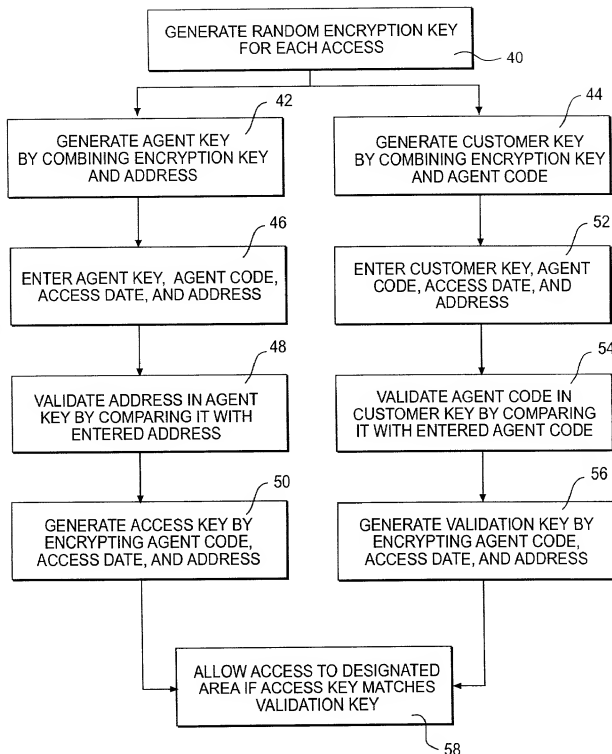 GENERATE RANDOM ENCRYPTION KEY
FOR EACH ACCESS
40
42
GENERATE AGENT KEY
BY COMBINING ENCRYPTION KEY
AND ADDRESS
44
GENERATE CUSTOMER KEY
BY COMBINING ENCRYPTION KEY
AND AGENT CODE
46
ENTER AGENT KEY, AGENT CODE,
ACCESS DATE, AND ADDRESS
52
ENTER CUSTOMER KEY, AGENT
CODE, ACCESS DATE, AND
ADDRESS
48
VALIDATE ADDRESS IN AGENT
KEY BY COMPARING IT WITH
ENTERED ADDRESS
54
VALIDATE AGENT CODE IN
CUSTOMER KEY BY COMPARING
IT WITH ENTERED AGENT CODE
50
GENERATE ACCESS KEY BY
ENCRYPTING AGENT CODE,
ACCESS DATE, AND ADDRESS
56
GENERATE VALIDATION KEY BY
ENCRYPTING AGENT CODE,
ACCESS DATE, AND ADDRESS
ALLOW ACCESS TO DESIGNATED
AREA IF ACCESS KEY MATCHES
VALIDATION KEY
58